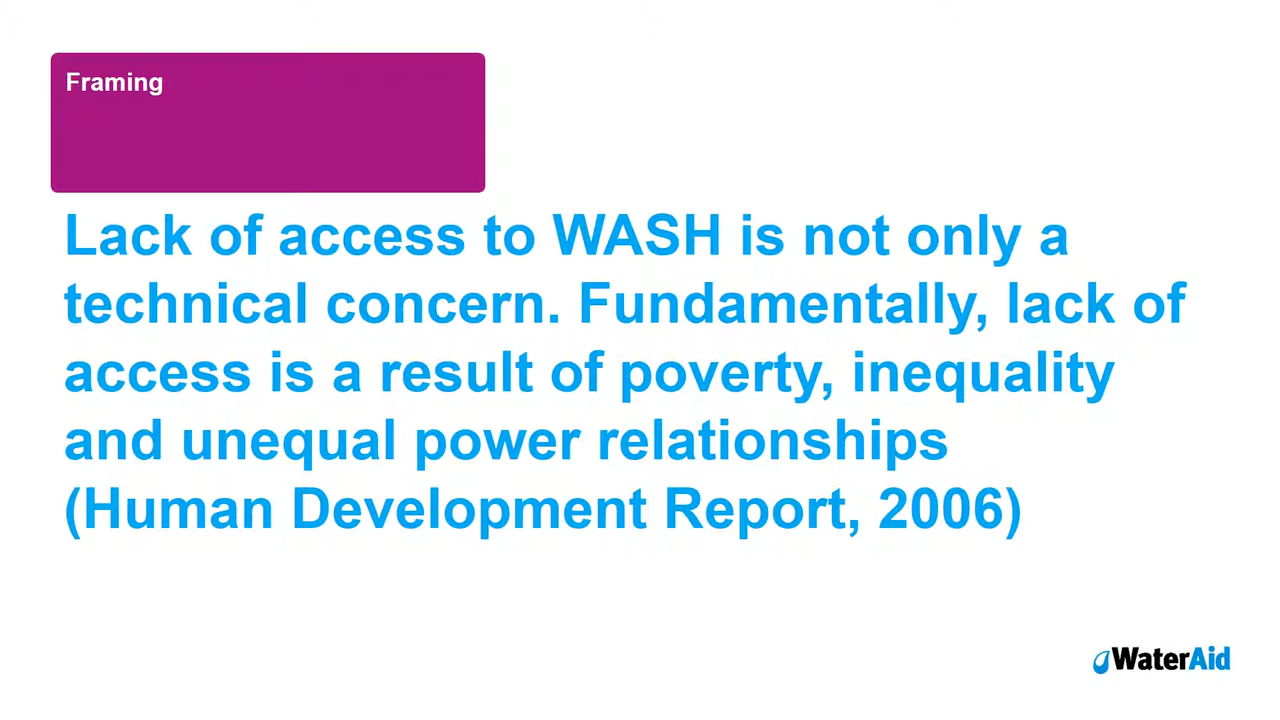 Framing
Lack of access to WASH is not only a
technical concern. Fundamentally, lack of
access is a result of poverty, inequality
and unequal power relationships
(Human Development Report, 2006)
WaterAid